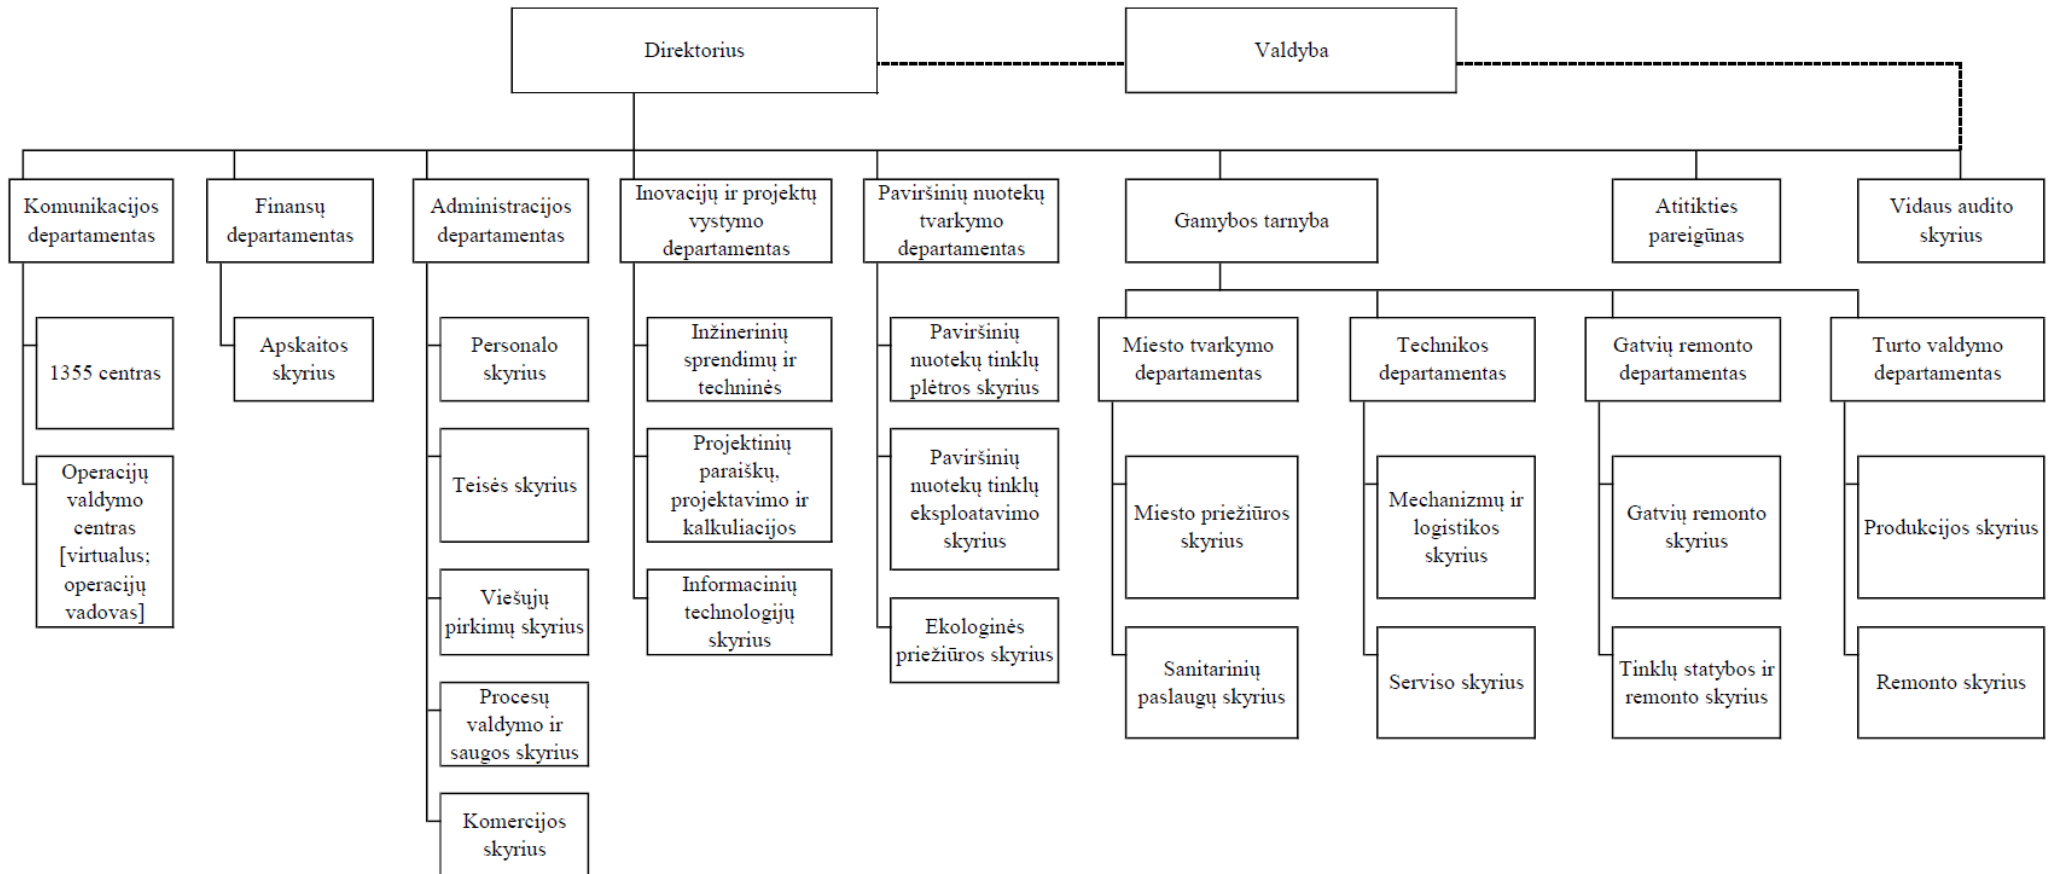 Direktorius
Valdyba
Komunikacijos
departamentas
Finansų
departamentas
Administracijos
departamentas
Inovacijų ir projektų
vystymo
departamentas
Paviršinių nuotekų
tvarkymo
departamentas
Gamybos tarnyba
Atitikties
pareigūnas
Vidaus audito
skyrius
1355 centras
Operacijų
valdymo
centras
[virtualus;
operacijų
vadovas]
Apskaitos
skyrius
Personalo
skyrius
Teisės skyrius
Viešųjų
pirkimų skyrius
Procesų
valdymo ir
saugos skyrius
Komercijos
skyrius
Inžinerinių
sprendimų ir
techninės
Projektinių
paraiškų,
projektavimo ir
kalkuliacijos
Informacinių
technologijų
skyrius
Paviršinių
nuotekų tinklų
plėtros skyrius
Paviršinių
nuotekų tinklų
eksploatavimo
skyrius
Ekologinės
priežiūros skyrius
Miesto tvarkymo
departamentas
Miesto priežiūros
skyrius
Sanitarinių
paslaugų skyrius
Technikos
departamentas
Mechanizmų ir
logistikos
skyrius
Serviso skyrius
Gatvių remonto
departamentas
Gatvių remonto
skyrius
Tinklų statybos ir
remonto skyrius
Turto valdymo
departamentas
Produkcijos skyrius
Remonto skyrius